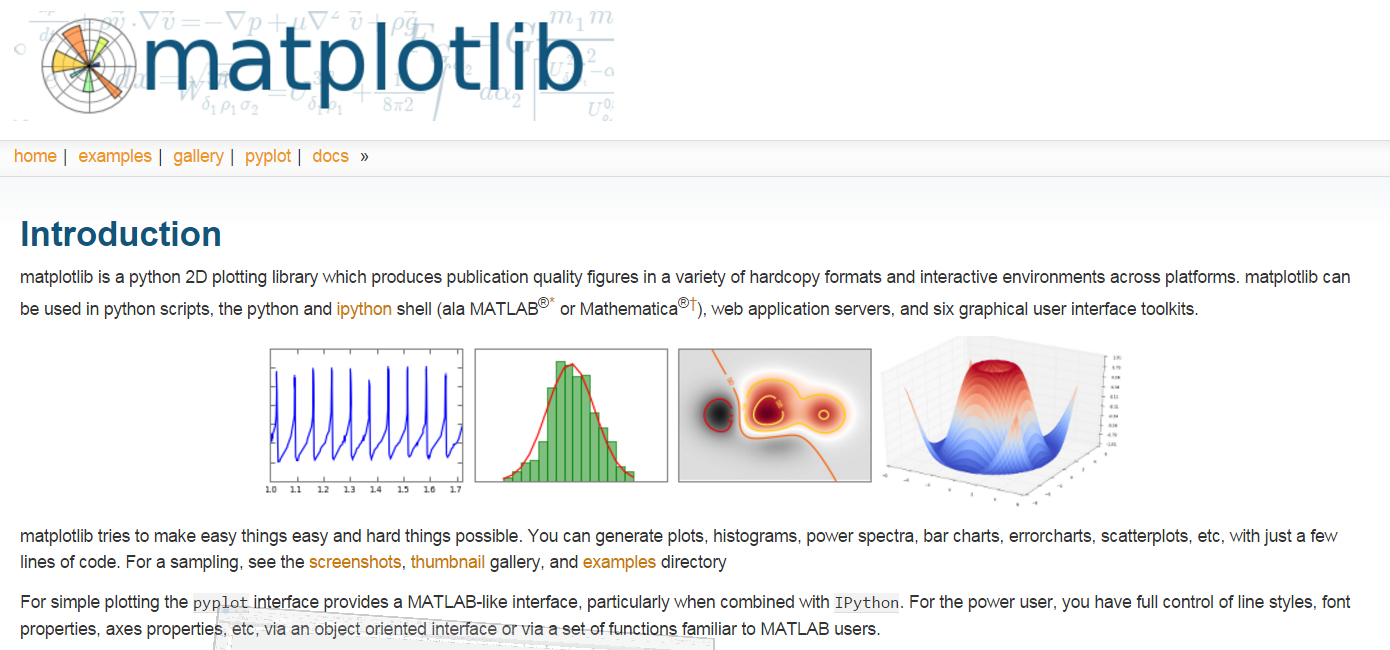 matplotlib
home | examples | gallery | pyplot | docs »
Introduction
matplotlib is a python 2D plotting library which produces publication quality figures in a variety of hardcopy formats and interactive environments across platforms. matplotlib can
be used in python scripts, the python and ipython shell (ala MATLAB®* or Mathematica®†), web application servers, and six graphical user interface toolkits.
1.0 1.1 1.2 1.3 1.4 1.5 1.6 1.7
matplotlib tries to make easy things easy and hard things possible. You can generate plots, histograms, power spectra, bar charts, errorcharts, scatterplots, etc, with just a few
lines of code. For a sampling, see the screenshots, thumbnail gallery, and examples directory
For simple plotting the pyplot interface provides a MATLAB-like interface, particularly when combined with IPython. For the power user, you have full control of line styles, font
properties, axes properties, etc, via an object oriented interface or via a set of functions familiar to MATLAB users.